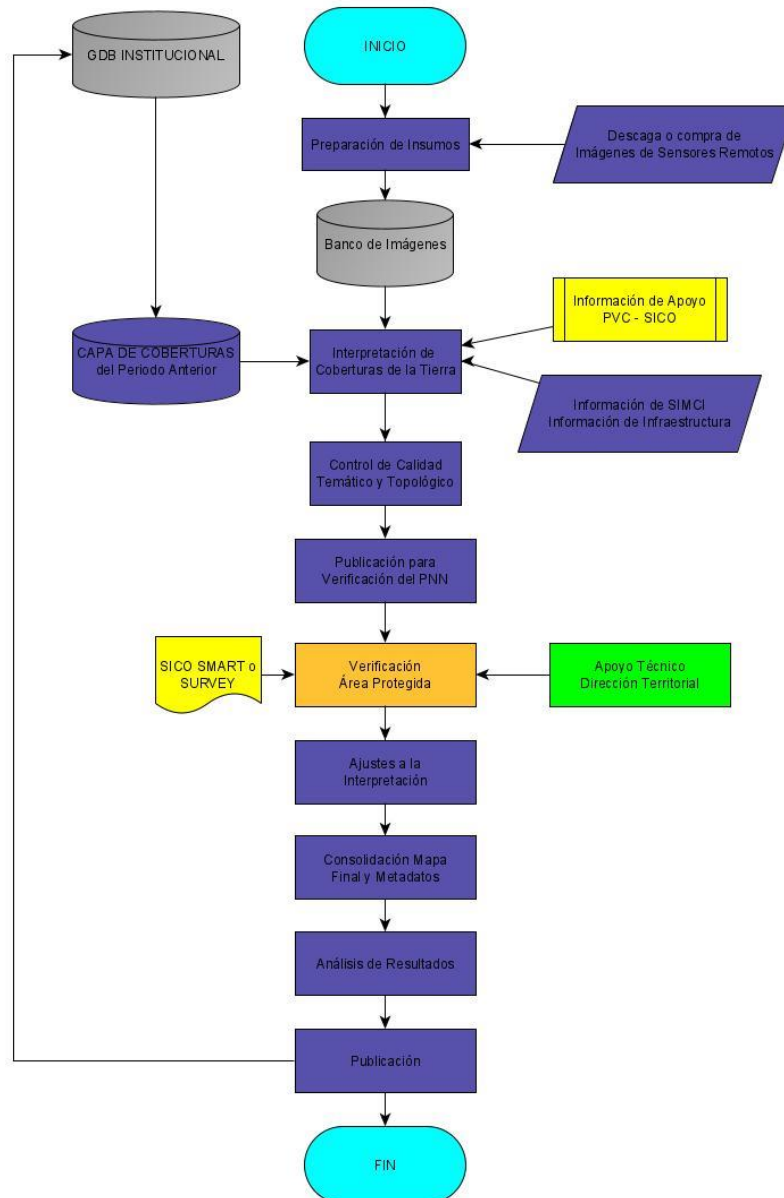 GDB INSTITUCIONAL
INICIO
Preparación de Insumos
Descaga o compra de
Imágenes de Sensores Remotos
Banco de Imágenes
Información de Apoyo
PVC - SICO
CAPA DE COBERTURAS
del Periodo Anterior
Interpretación de
Coberturas de la Tierra
Información de SIMCI
Información de Infraestructura
Control de Calidad
Temático y Topológico
Publicación para
Verificación del PNN
SICO SMART o
SURVEY
Verificación
Área Protegida
Apoyo Técnico
Dirección Territorial
Ajustes a la
Interpretación
Consolidación Mapa
Final y Metadatos
Análisis de Resultados
Publicación
FIN